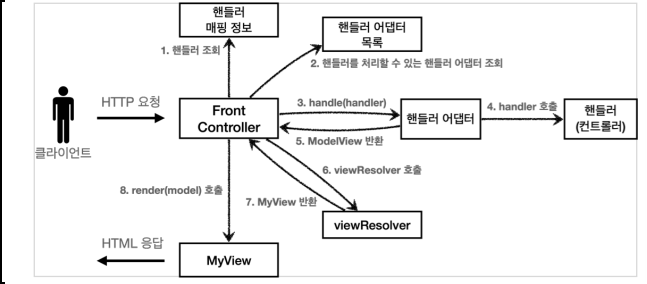 핸들러
매핑 정보
핸들러 어댑터
목록
1. 핸들러 조회
2. 핸들러를 처리할 수 있는 핸들러 어댑터 조회
HTTP 요청
클라이언트
Front
Controller
3. handle(handler)
핸들러 어댑터
4. handler 호출
핸들러
(컨트롤러)
5. ModelView 반환
6. viewResolver 호출
7. MyView 반환
8. render(model) 호출
viewResolver
HTML 응답
MyView